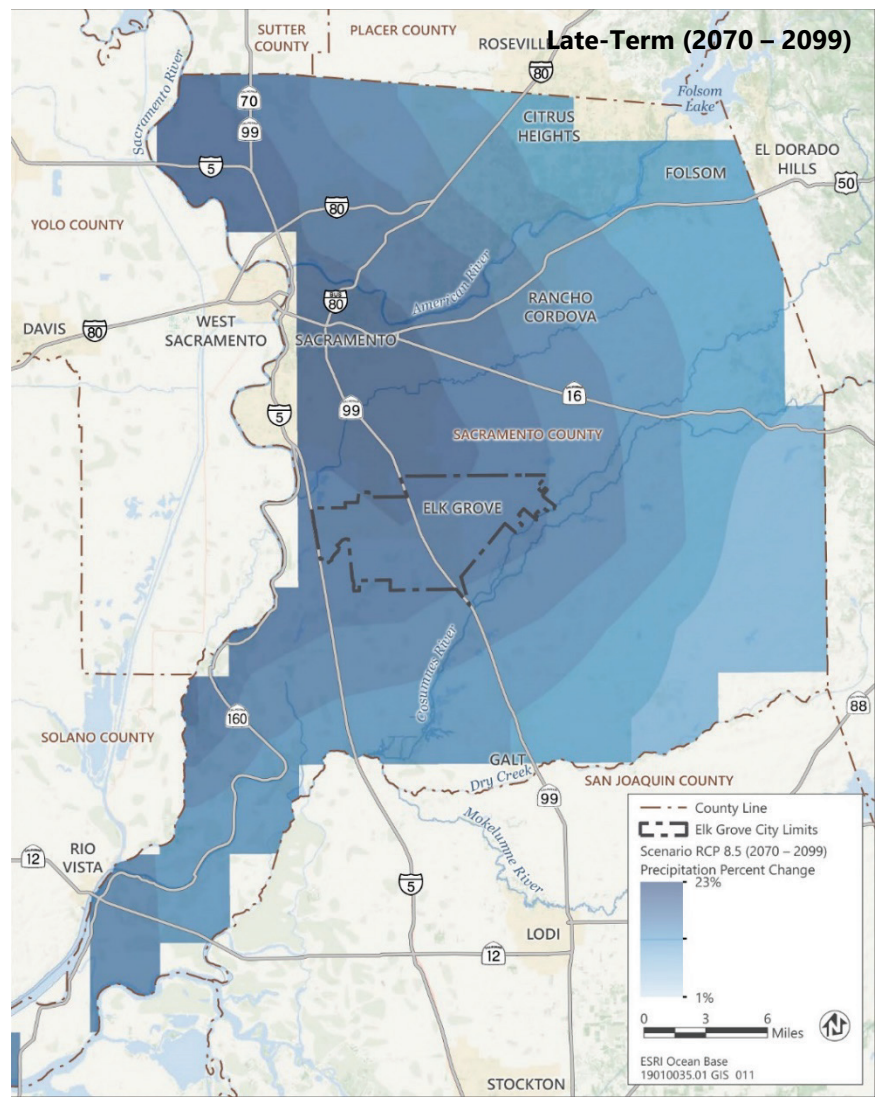 Late-Term (2070 – 2099)
SUTTER
COUNTY
PLACER COUNTY
ROSEVILL
80
Folsom
Lake
Sacramento River
70
99
CITRUS
HEIGHTS
5
FOLSOM
EL DORADO
HILLS
50
YOLO COUNTY
80
American River
RANCHO
CORDOVA
80
DAVIS
80
WEST
SACRAMENTO
SACRAMENTO
16
99
5
SACRAMENTO COUNTY
ELK GROVE
Cosumnes River
160
88
SOLANO COUNTY
GALT
Dry Creek
SAN JOAQUIN COUNTY
99
Mokelumne River
RIO
VISTA
12
5
LODI
12
STOCKTON
County Line
Elk Grove City Limits
Scenario RCP 8.5 (2070 – 2099)
Precipitation Percent Change
23%
1%
0 3 6
Miles
N
ESRI Ocean Base
19010035.01 GIS 011